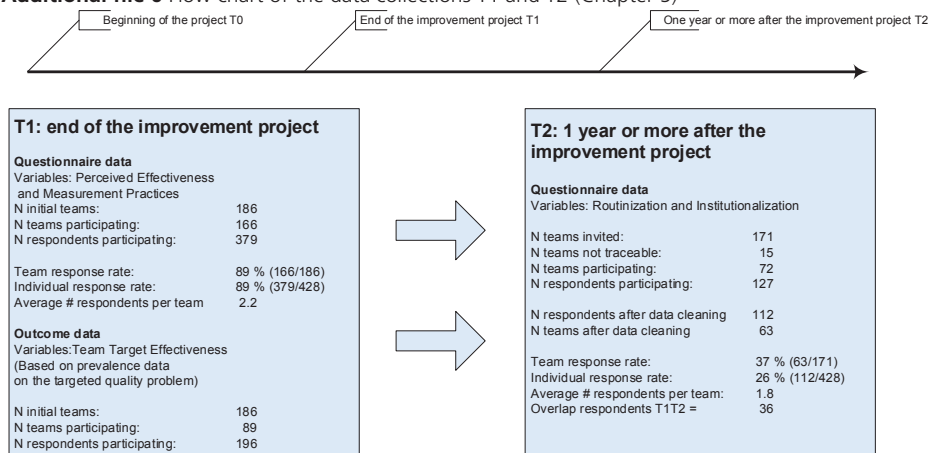 Additional file 3 Flow chart of the data collections T1 and T2 (Chapter 3)
Beginning of the project T0
End of the improvement project T1
One year or more after the improvement project T2
T1: end of the improvement project
Questionnaire data
Variables: Perceived Effectiveness
and Measurement Practices
N initial teams: 186
N teams participating: 166
N respondents participating: 379
Team response rate: 89 % (166/186)
Individual response rate: 89 % (379/428)
Average # respondents per team 2.2
Outcome data
Variables:Team Target Effectiveness
(Based on prevalence data
on the targeted quality problem)
N initial teams: 186
N teams participating: 89
N respondents participating: 196
T2: 1 year or more after the
improvement project
Questionnaire data
Variables: Routinization and Institutionalization
N teams invited: 171
N teams not traceable: 15
N teams participating: 72
N respondents participating: 127
N respondents after data cleaning 112
N teams after data cleaning 63
Team response rate: 37 % (63/171)
Individual response rate: 26 % (112/428)
Average # respondents per team: 1.8
Overlap respondents T1T2 = 36